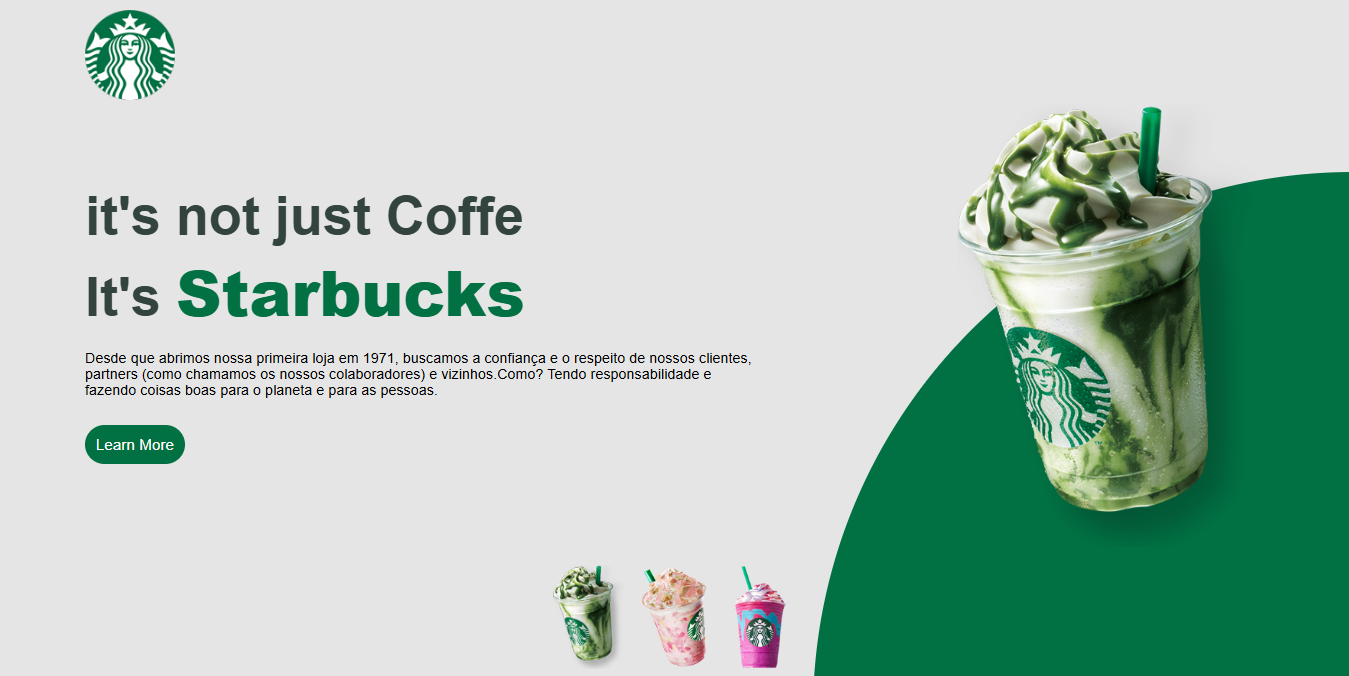 it's not just Coffe
It's Starbucks
Desde que abrimos nossa primeira loja em 1971, buscamos a confiança e o respeito de nossos clientes,
partners (como chamamos os nossos colaboradores) e vizinhos.Como? Tendo responsabilidade e
fazendo coisas boas para o planeta e para as pessoas.
Learn More